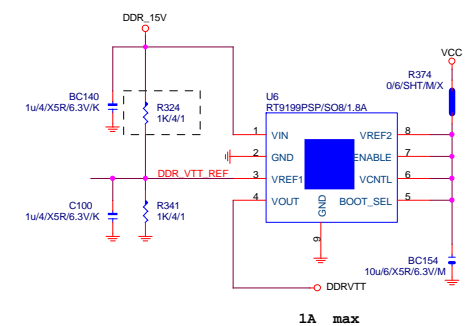 DDR_15V
VCC
BC140
1u/4/X5R/6.3V/K
R324
1K/4/1
R374
0/6/SHT/M/X
U6
RT9199PSP/SO8/1.8A
1 VIN VREF2 8
2 GND ENABLE 7
DDR_VTT_REF 3 VREF1 VCNTL 6
4 VOUT BOOT_SEL 5
GND
9
C100
1u/4/X5R/6.3V/K
R341
1K/4/1
BC154
10u/6/X5R/6.3V/M
DDRVTT
1A max